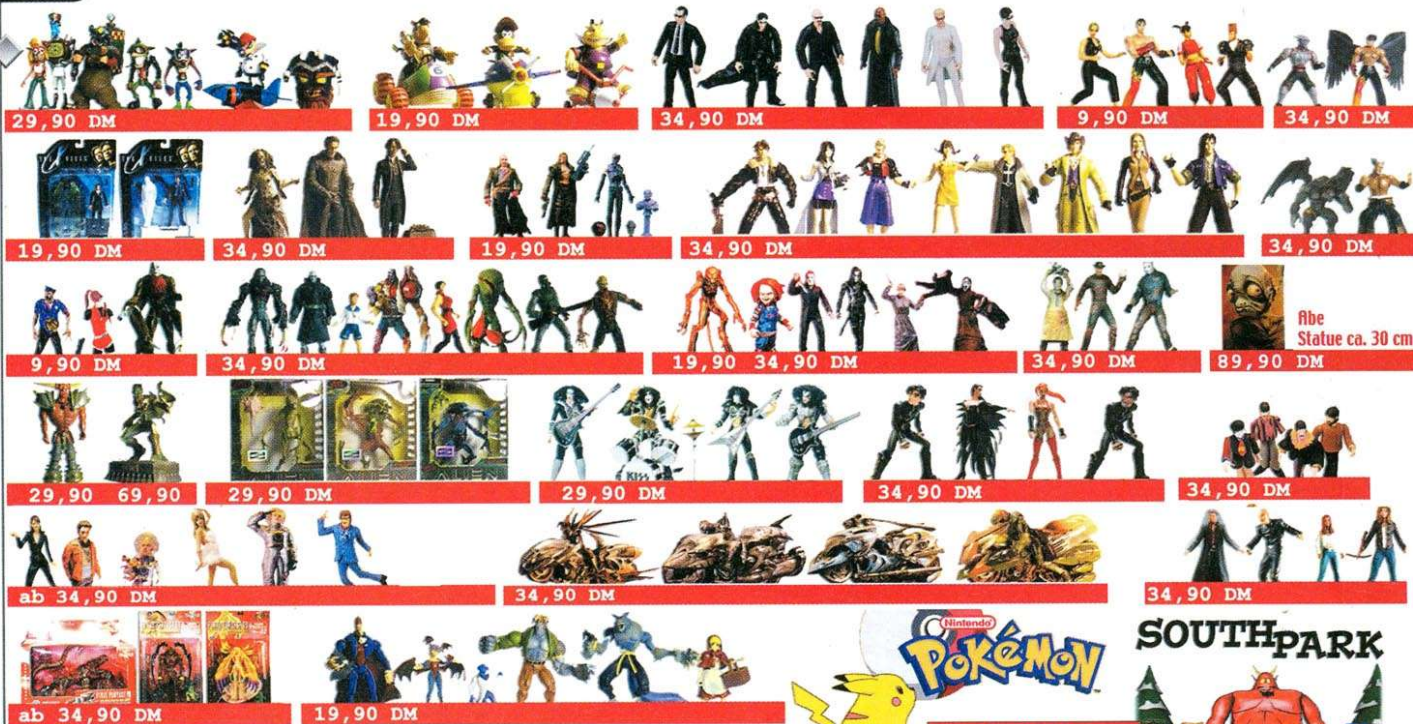 29,90 DM
19,90 DM
34,90 DM
9,90 DM
34,90 DM
THE X FILES
19,90 DM
34,90 DM
19,90 DM
34,90 DM
34,90 DM
9,90 DM
34,90 DM
19,90 34,90 DM
34,90 DM
Abe
Statue ca. 30 cm
89,90 DM
29,90 69,90
29,90 DM
KISS
29,90 DM
34,90 DM
34,90 DM
ab 34,90 DM
34,90 DM
34,90 DM
ab 34,90 DM
19,90 DM
Nintendo
POKÉMON
SOUTH PARK